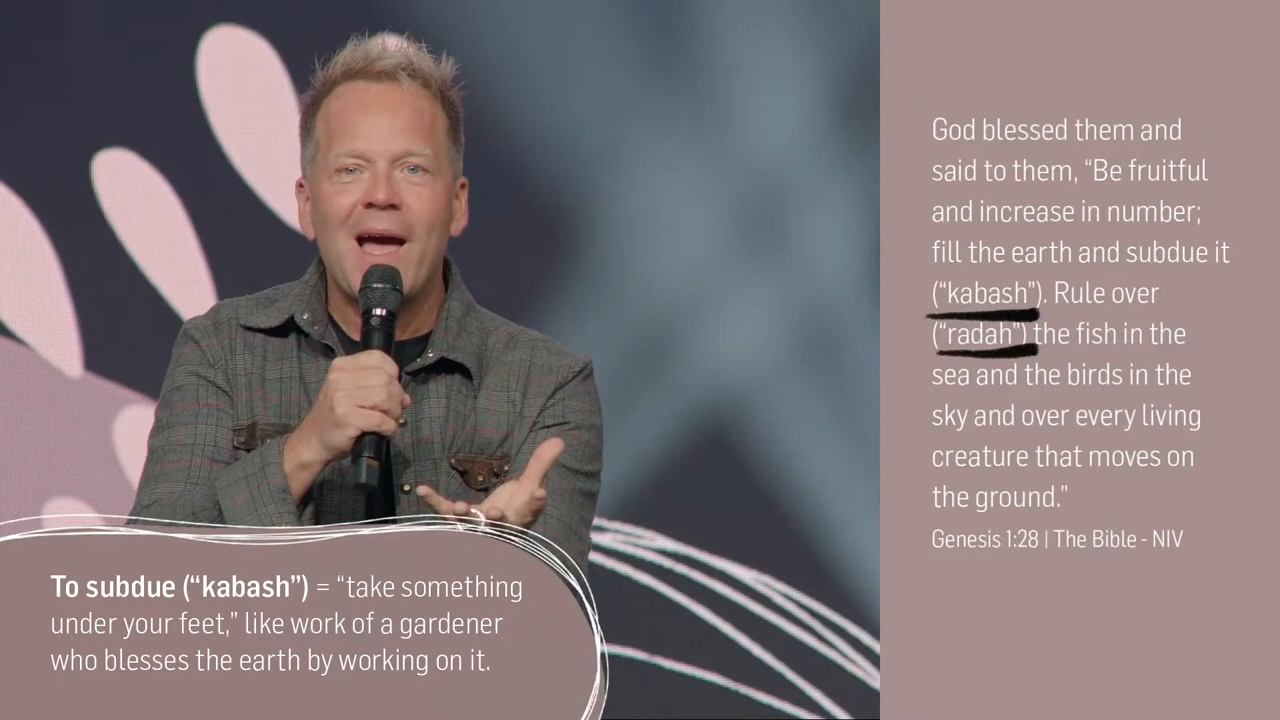 God blessed them and
said to them, “Be fruitful
and increase in number;
fill the earth and subdue it
(“kabash”). Rule over
(“radah”) the fish in the
sea and the birds in the
sky and over every living
creature that moves on
the ground.”
Genesis 1:28 | The Bible - NIV
To subdue (“kabash”) = “take something
under your feet,” like work of a gardener
who blesses the earth by working on it.